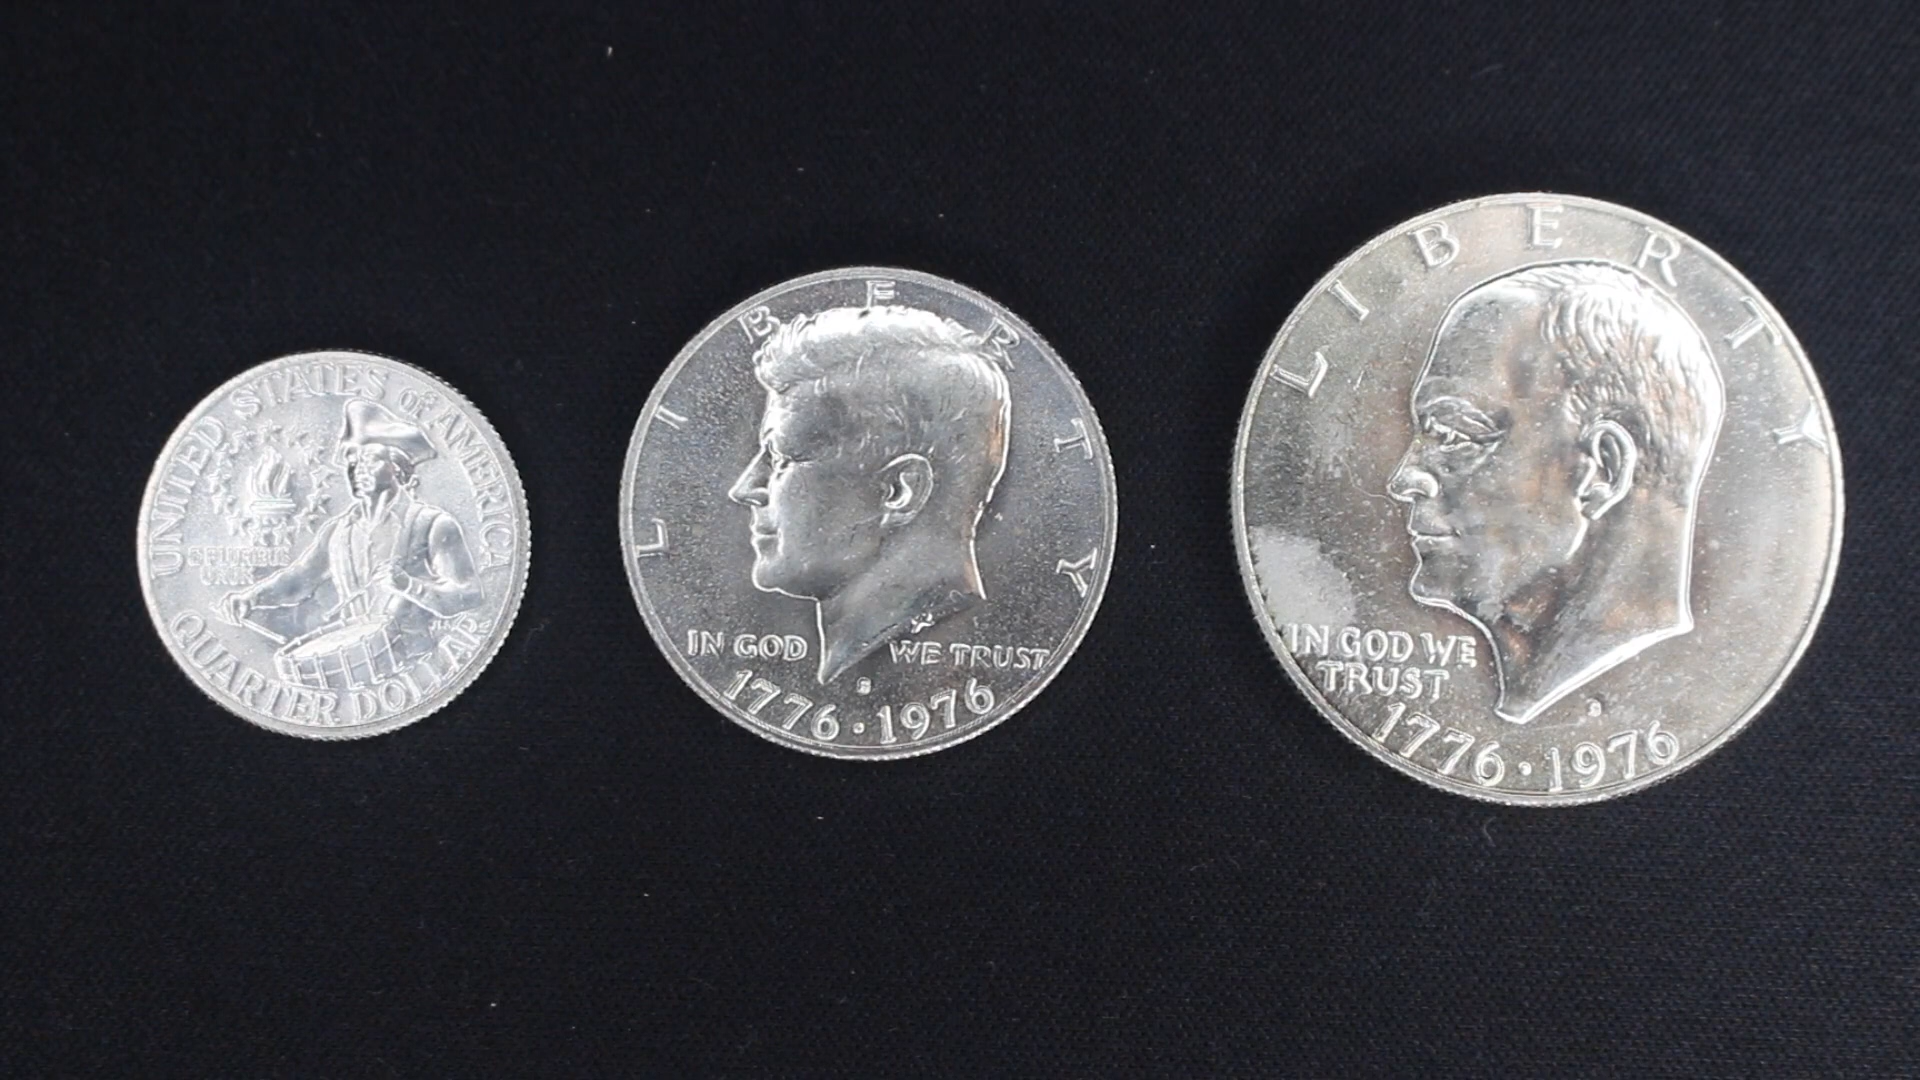 UNITED STATES OF AMERICA
E PLURIBUS
UNUM
QUARTER DOLLAR
LIBERTY
IN GOD WE TRUST
S
1776 · 1976
LIBERTY
IN GOD WE
TRUST
S
1776 · 1976